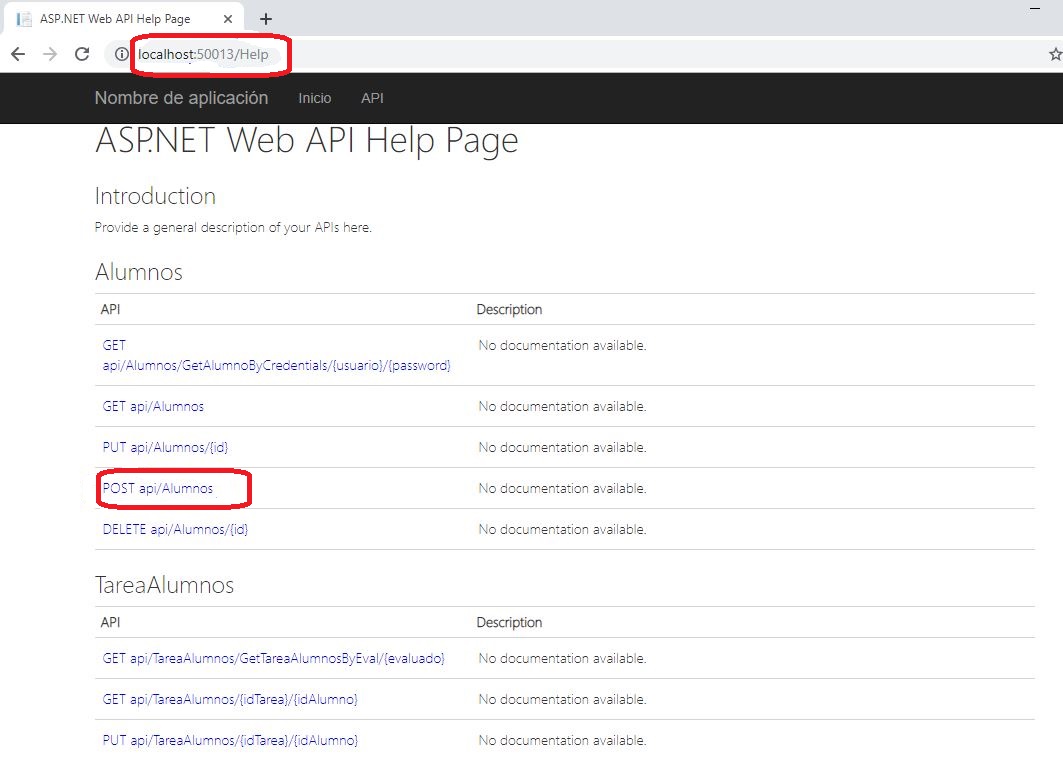 ASP.NET Web API Help Page
localhost:50013/Help
Nombre de aplicación Inicio API
ASP.NET Web API Help Page
Introduction
Provide a general description of your APIs here.
Alumnos
API Description
GET No documentation available.
api/Alumnos/GetAlumnoByCredentials/{usuario}/{password}
GET api/Alumnos No documentation available.
PUT api/Alumnos/{id} No documentation available.
POST api/Alumnos No documentation available.
DELETE api/Alumnos/{id} No documentation available.
TareaAlumnos
API Description
GET api/TareaAlumnos/GetTareaAlumnosByEval/{evaluado} No documentation available.
GET api/TareaAlumnos/{idTarea}/{idAlumno} No documentation available.
PUT api/TareaAlumnos/{idTarea}/{idAlumno} No documentation available.